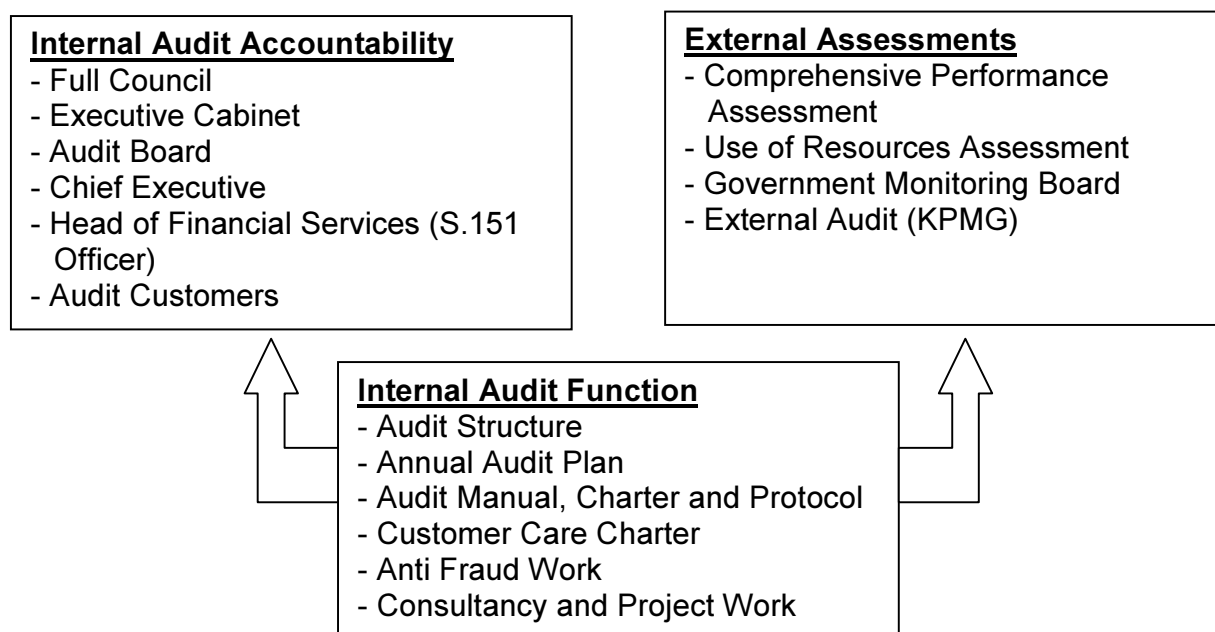 Internal Audit Accountability
- Full Council
- Executive Cabinet
- Audit Board
- Chief Executive
- Head of Financial Services (S.151
Officer)
- Audit Customers
External Assessments
- Comprehensive Performance
Assessment
- Use of Resources Assessment
- Government Monitoring Board
- External Audit (KPMG)
Internal Audit Function
- Audit Structure
- Annual Audit Plan
- Audit Manual, Charter and Protocol
- Customer Care Charter
- Anti Fraud Work
- Consultancy and Project Work